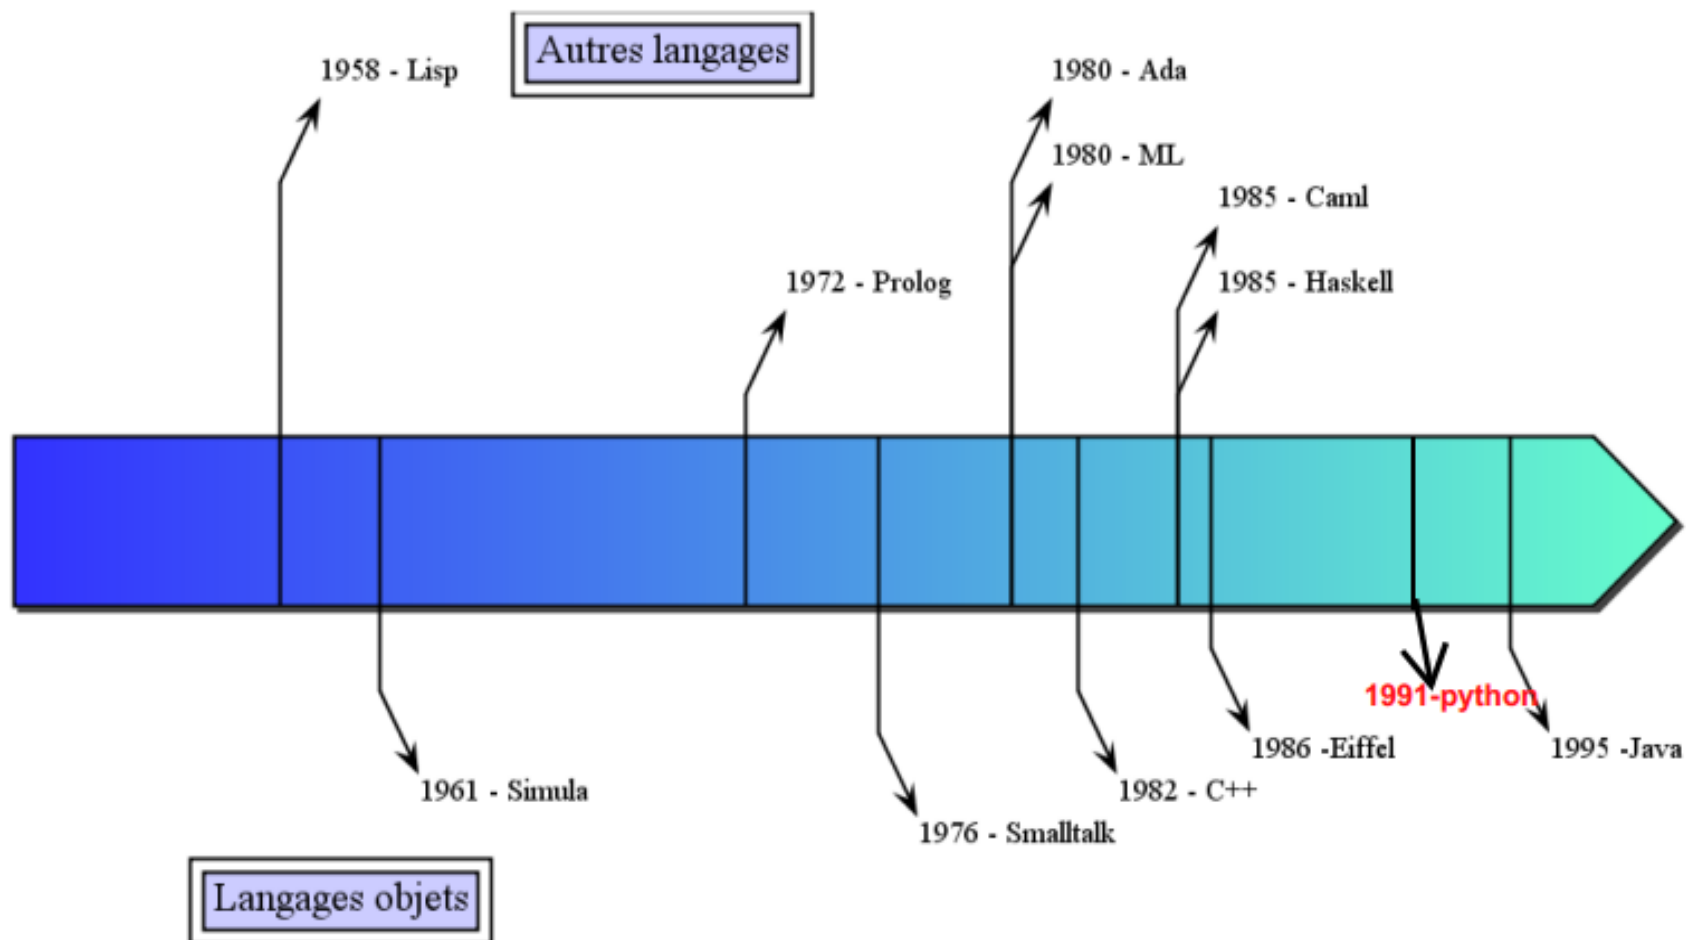 Autres langages
1958 - Lisp
1980 - Ada
1980 - ML
1985 - Caml
1972 - Prolog
1985 - Haskell
1991-python
1986 -Eiffel
1995 -Java
1961 - Simula
1982 - C++
1976 - Smalltalk
Langages objets